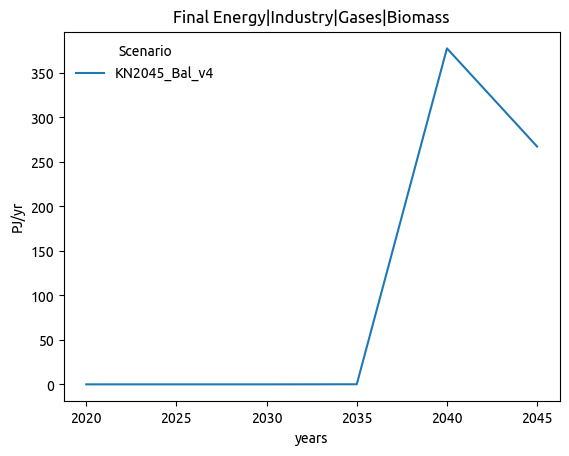 Final Energy|Industry|Gases|Biomass
Scenario
KN2045_Bal_v4
350
300
250
200
150
100
50
0
PJ/yr
2020 2025 2030 2035 2040 2045
years